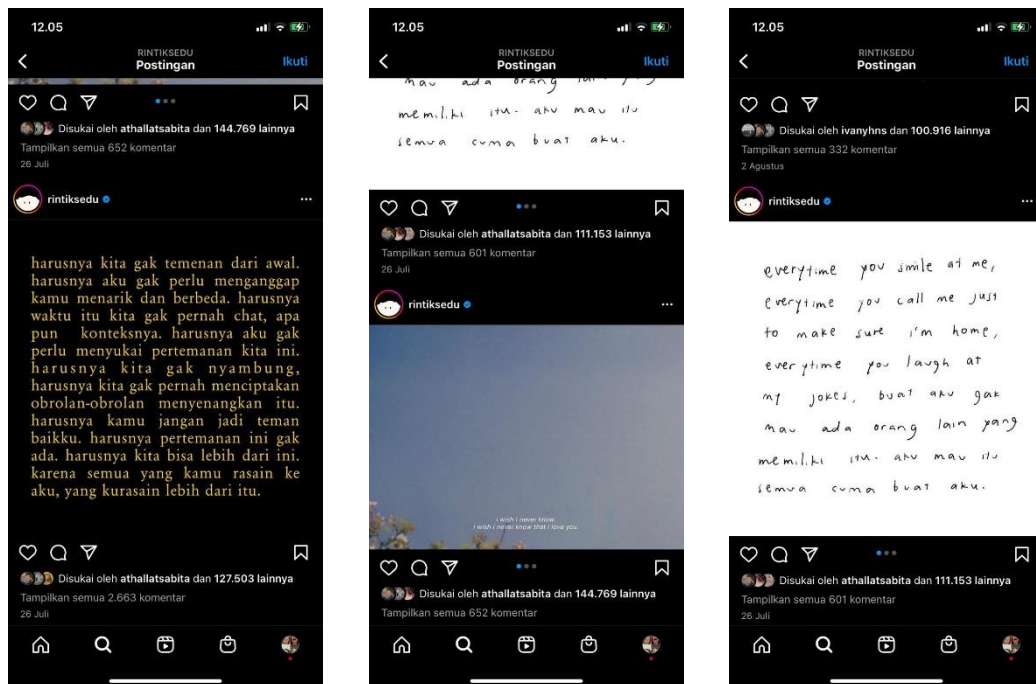 12.05
RINTIKSEDU
Postingan
Ikuti
Disukai oleh athallatsabita dan 144.769 lainnya
Tampilkan semua 652 komentar
26 Juli
rintiksedu
harusnya kita gak temenan dari awal.
harusnya aku gak perlu menganggap
kamu menarik dan berbeda. harusnya
waktu itu kita gak pernah chat, apa
pun konteksnya. harusnya aku gak
perlu menyukai pertemanan kita ini.
harusnya kita gak nyambung,
harusnya kita gak pernah menciptakan
obrolan-obrolan menyenangkan itu.
harusnya kamu jangan jadi teman
baikku. harusnya pertemanan ini gak
ada. harusnya kita bisa lebih dari ini.
karena semua yang kamu rasain ke
aku, yang kurasain lebih dari itu.
Disukai oleh athallatsabita dan 127.503 lainnya
Tampilkan semua 2.663 komentar
26 Juli
12.05
RINTIKSEDU
Postingan
Ikuti
mau ada orang lain yang
memiliki itu. aku mau itu
semua cuma buat aku.
Disukai oleh athallatsabita dan 111.153 lainnya
Tampilkan semua 601 komentar
26 Juli
rintiksedu
i wish i never know.
i wish i never know that i love you.
Disukai oleh athallatsabita dan 144.769 lainnya
Tampilkan semua 652 komentar
12.05
RINTIKSEDU
Postingan
Ikuti
Disukai oleh ivanyhns dan 100.916 lainnya
Tampilkan semua 332 komentar
2 Agustus
rintiksedu
everytime you smile at me,
everytime you call me just
to make sure i'm home,
everytime you laugh at
my jokes, buat aku gak
mau ada orang lain yang
memiliki itu. aku mau itu
semua cuma buat aku.
Disukai oleh athallatsabita dan 111.153 lainnya
Tampilkan semua 601 komentar
26 Juli